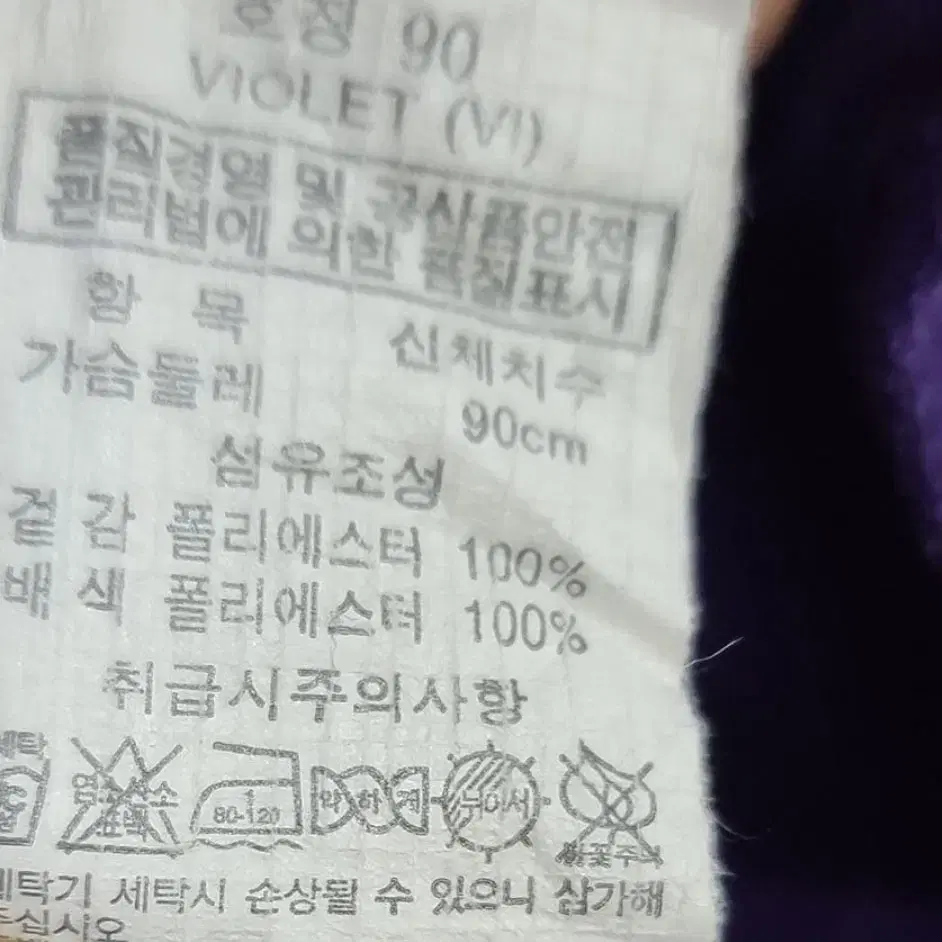 호칭 90
VIOLET (VI)
품질경영 및 공산품안전
관리법에 의한 품질표시
항 목 신체치수
가슴둘레 90cm
섬유조성
겉 감 폴리에스터 100%
배 색 폴리에스터 100%
취급시주의사항
80-120
약하게
뉘어서
세탁기 세탁시 손상될 수 있으니 삼가해
주십시오